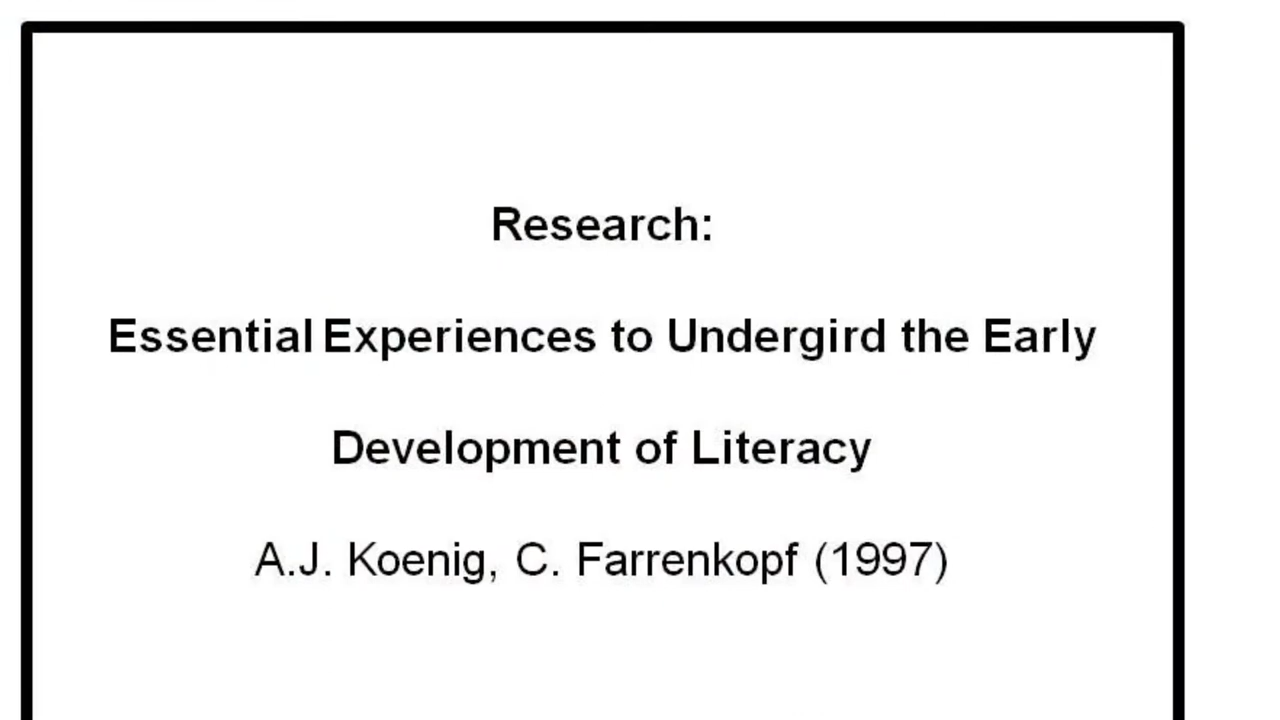 Research:
Essential Experiences to Undergird the Early
Development of Literacy
A.J. Koenig, C. Farrenkopf (1997)